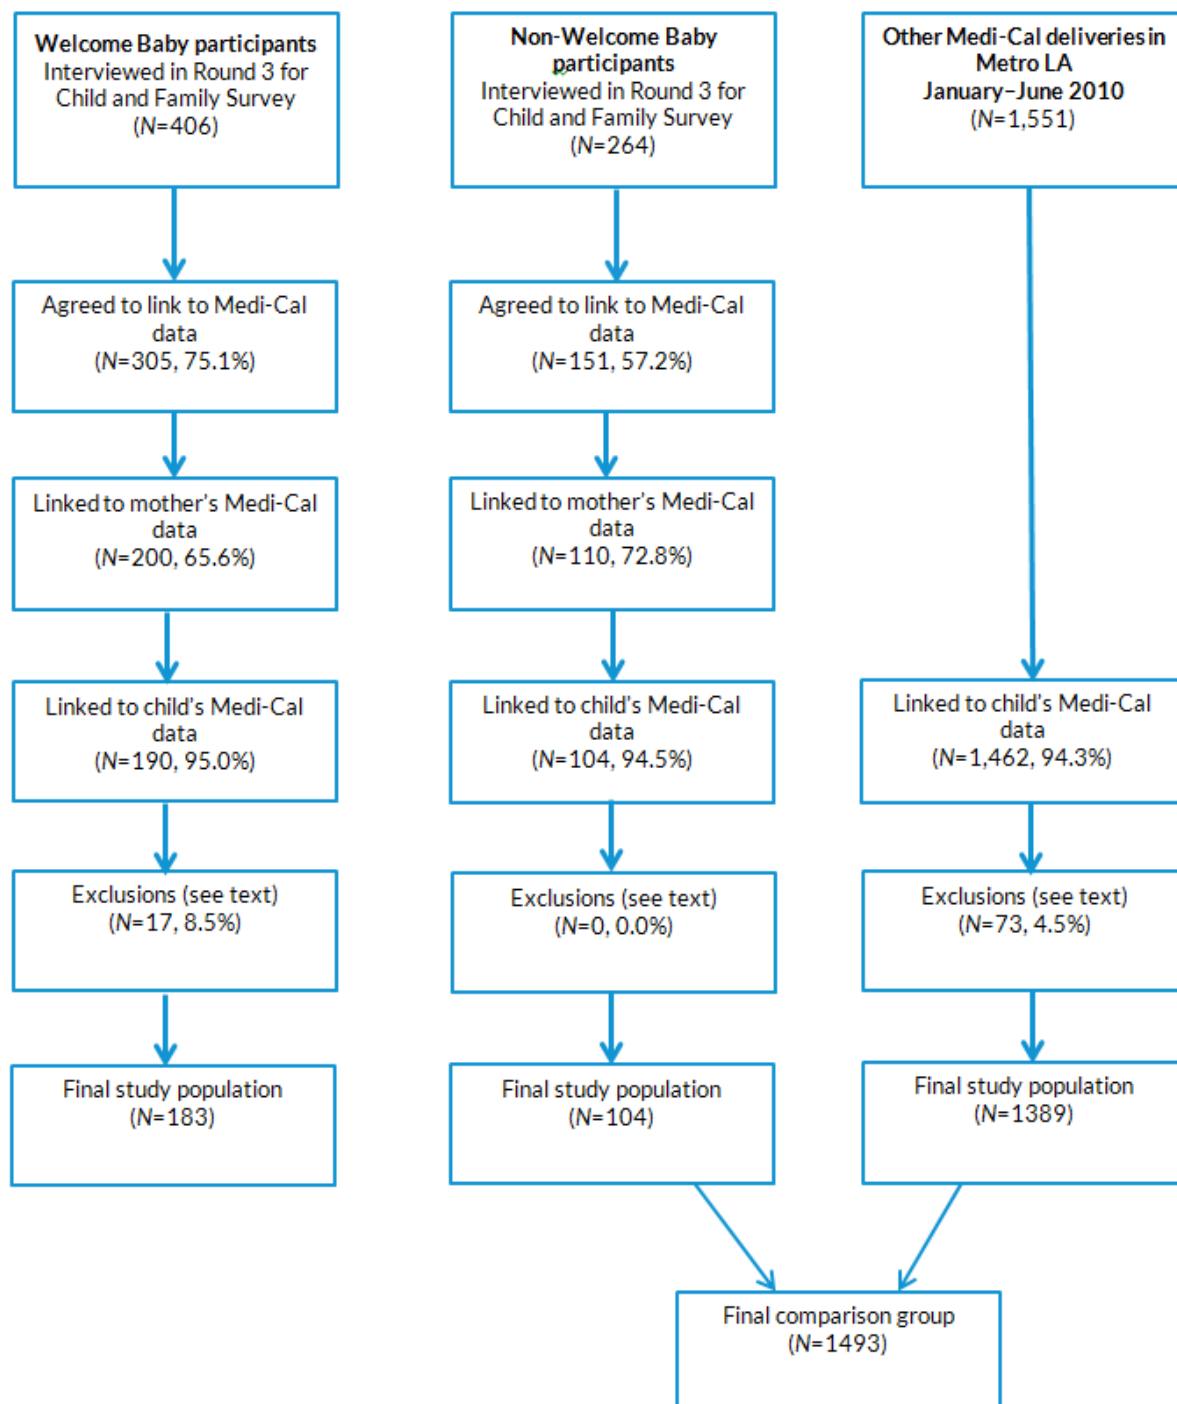 Welcome Baby participants
Interviewed in Round 3 for
Child and Family Survey
(N=406)
Non-Welcome Baby
participants
Interviewed in Round 3 for
Child and Family Survey
(N=264)
Other Medi-Cal deliveries in
Metro LA
January–June 2010
(N=1,551)
Agreed to link to Medi-Cal
data
(N=305, 75.1%)
Agreed to link to Medi-Cal
data
(N=151, 57.2%)
Linked to mother's Medi-Cal
data
(N=200, 65.6%)
Linked to mother's Medi-Cal
data
(N=110, 72.8%)
Linked to child's Medi-Cal
data
(N=190, 95.0%)
Linked to child's Medi-Cal
data
(N=104, 94.5%)
Linked to child's Medi-Cal
data
(N=1,462, 94.3%)
Exclusions (see text)
(N=17, 8.5%)
Exclusions (see text)
(N=0, 0.0%)
Exclusions (see text)
(N=73, 4.5%)
Final study population
(N=183)
Final study population
(N=104)
Final study population
(N=1389)
Final comparison group
(N=1493)